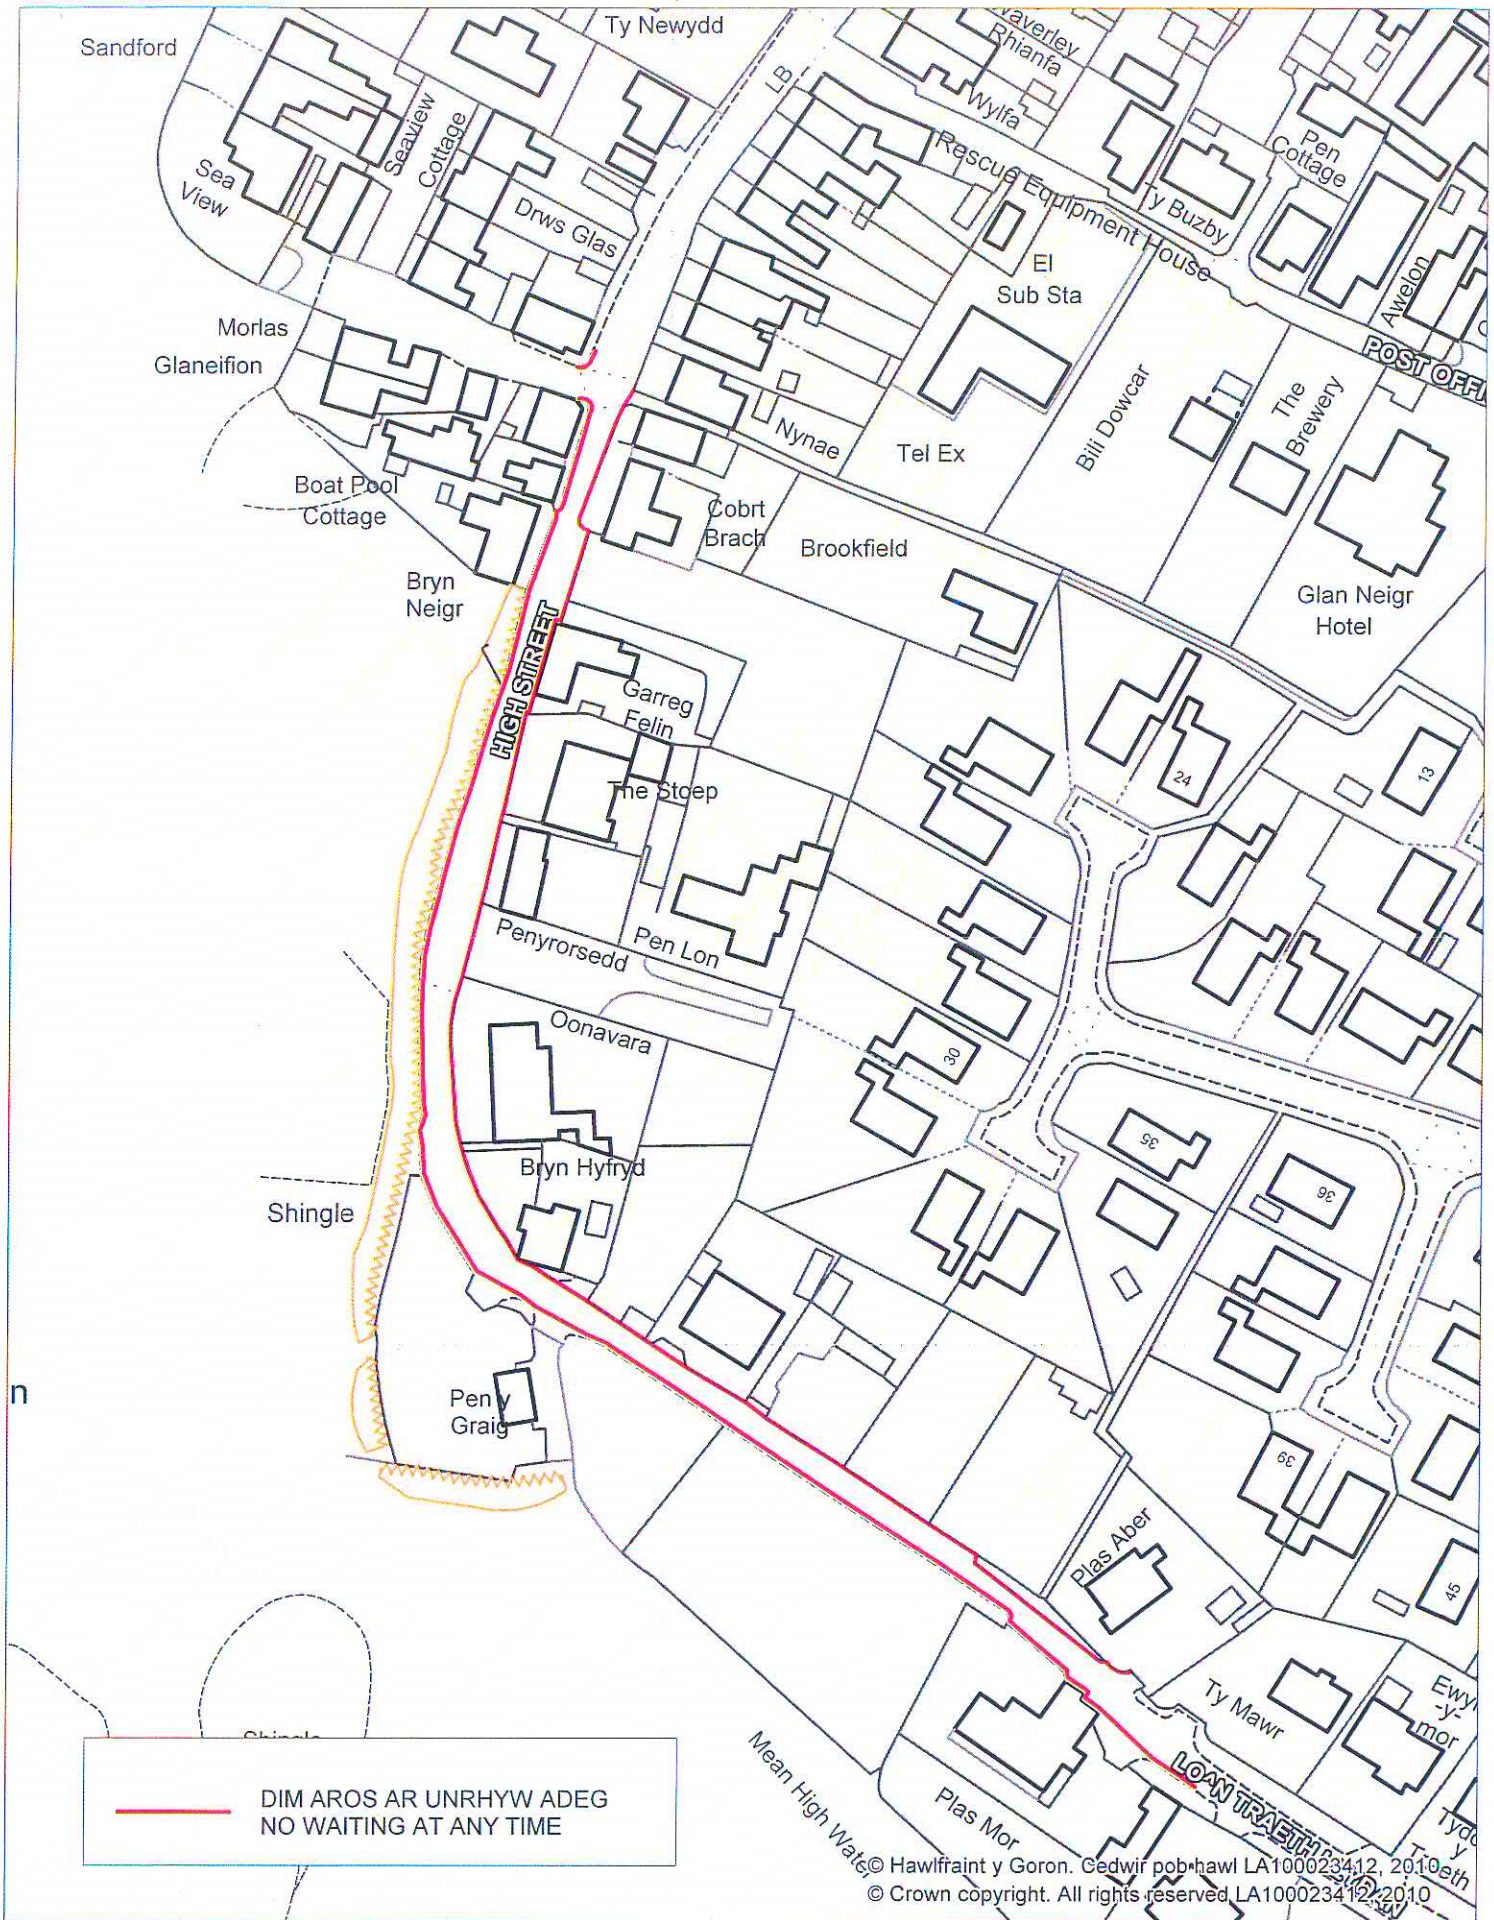 Sandford
Ty Newydd
LB
Waverley
Rhianfa
Wylfa
Seaview
Cottage
Sea
View
Drws Glas
Rescue Equipment House
Pen
Cottage
Ty Buzby
El
Sub Sta
Awelon
POST OFFI
Morlas
Glaneifion
Nynae
Tel Ex
Bili Dowcar
The
Brewery
Boat Pool
Cottage
Cobrt
Brach
Brookfield
Bryn
Neigr
Glan Neigr
Hotel
HIGH STREET
Garreg
Felin
The Stoep
24
13
Penyrorsedd
Pen Lon
Oonavara
30
35
36
Bryn Hyfryd
Shingle
n
Pen y
Graig
39
Plas Aber
45
Ty Mawr
Ewy
-y-
mor
Shingle
Mean High Water
Plas Mor
LOAN TRAETH
Tyd
y
DIM AROS AR UNRHYW ADEG
NO WAITING AT ANY TIME
© Hawlfraint y Goron. Cedwir pob hawl LA100023412, 2010
© Crown copyright. All rights reserved LA100023412, 2010